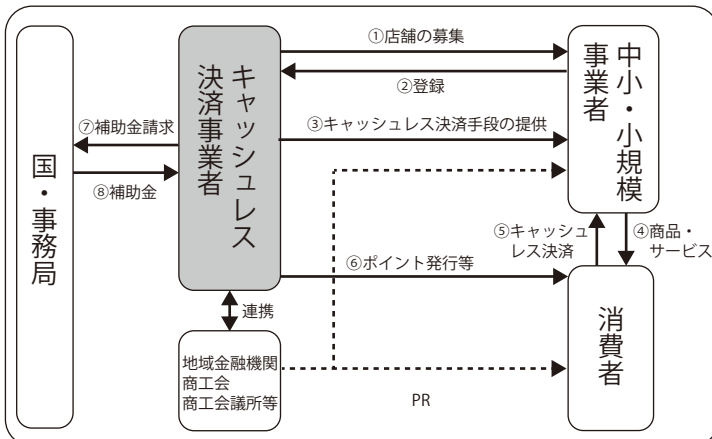 ①店舗の募集
②登録
③キャッシュレス決済手段の提供
⑦補助金請求
⑧補助金
国・事務局
キャッシュレス
決済事業者
中小・小規模
事業者
⑤キャッシュ
レス決済
④商品・
サービス
⑥ポイント発行等
連携
地域金融機関
商工会
商工会議所等
消費者
PR